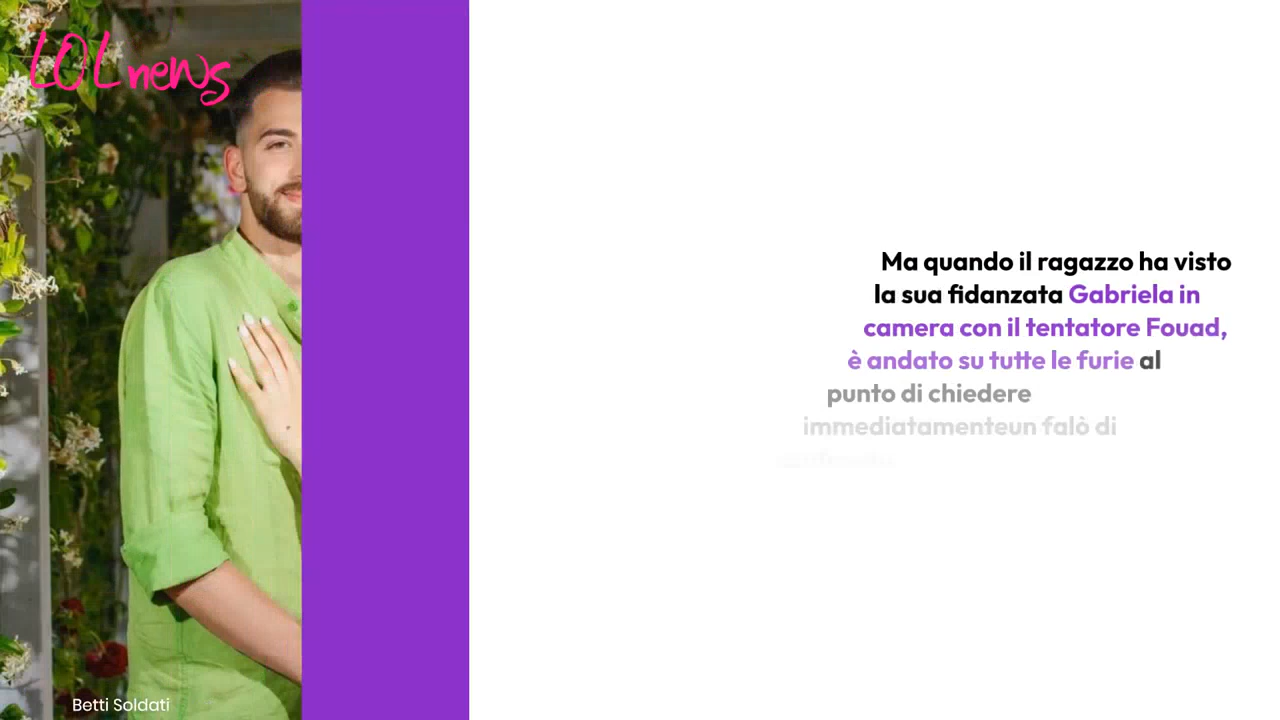 LOL news
Ma quando il ragazzo ha visto
la sua fidanzata Gabriela in
camera con il tentatore Fouad,
è andato su tutte le furie al
punto di chiedere
immediatamenteun falò di
Betti Soldati